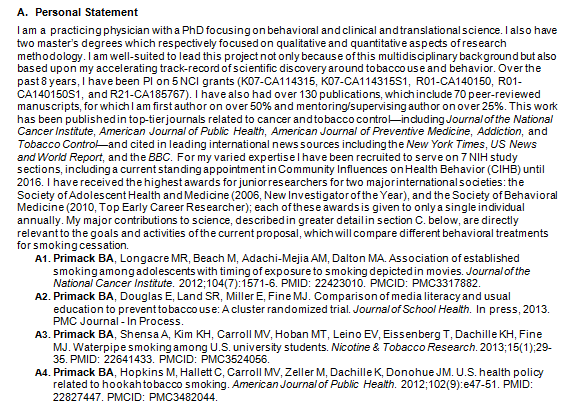 A. Personal Statement
I am a practicing physician with a PhD focusing on behavioral and clinical and translational science. I also have
two master's degrees which respectively focused on qualitative and quantitative aspects of research
methodology. I am well-suited to lead this project not only because of this multidisciplinary background but also
based upon my accelerating track-record of scientific discovery around tobacco use and behavior. Over the
past 8 years, I have been PI on 5 NCI grants (K07-CA114315, K07-CA114315S1, R01-CA140150, R01-
CA140150S1, and R21-CA185767). I have also had over 130 publications, which include 70 peer-reviewed
manuscripts, for which I am first author on over 50% and mentoring/supervising author on over 25%. This work
has been published in top-tier journals related to cancer and tobacco control—including Journal of the National
Cancer Institute, American Journal of Public Health, American Journal of Preventive Medicine, Addiction, and
Tobacco Control—and cited in leading international news sources including the New York Times, US News
and World Report, and the BBC. For my varied expertise I have been recruited to serve on 7 NIH study
sections, including a current standing appointment in Community Influences on Health Behavior (CIHB) until
2016. I have received the highest awards for junior researchers for two major international societies: the
Society of Adolescent Health and Medicine (2006, New Investigator of the Year), and the Society of Behavioral
Medicine (2010, Top Early Career Researcher); each of these awards is given to only a single individual
annually. My major contributions to science, described in greater detail in section C. below, are directly
relevant to the goals and activities of the current proposal, which will compare different behavioral treatments
for smoking cessation.
A1. Primack BA, Longacre MR, Beach M, Adachi-Mejia AM, Dalton MA. Association of established
smoking among adolescents with timing of exposure to smoking depicted in movies. Journal of the
National Cancer Institute. 2012;104(7):1571-6. PMID: 22423010. PMCID: PMC3317882.
A2. Primack BA, Douglas E, Land SR, Miller E, Fine MJ. Comparison of media literacy and usual
education to prevent tobacco use: A cluster randomized trial. Journal of School Health. In press, 2013.
PMC Journal - In Process.
A3. Primack BA, Shensa A, Kim KH, Carroll MV, Hoban MT, Leino EV, Eissenberg T, Dachille KH, Fine
MJ. Waterpipe smoking among U.S. university students. Nicotine & Tobacco Research. 2013;15(1);29-
35. PMID: 22641433. PMCID: PMC3524056.
A4. Primack BA, Hopkins M, Hallett C, Carroll MV, Zeller M, Dachille K, Donohue JM. U.S. health policy
related to hookah tobacco smoking. American Journal of Public Health. 2012;102(9):e47-51. PMID:
22827447. PMCID: PMC3482044.